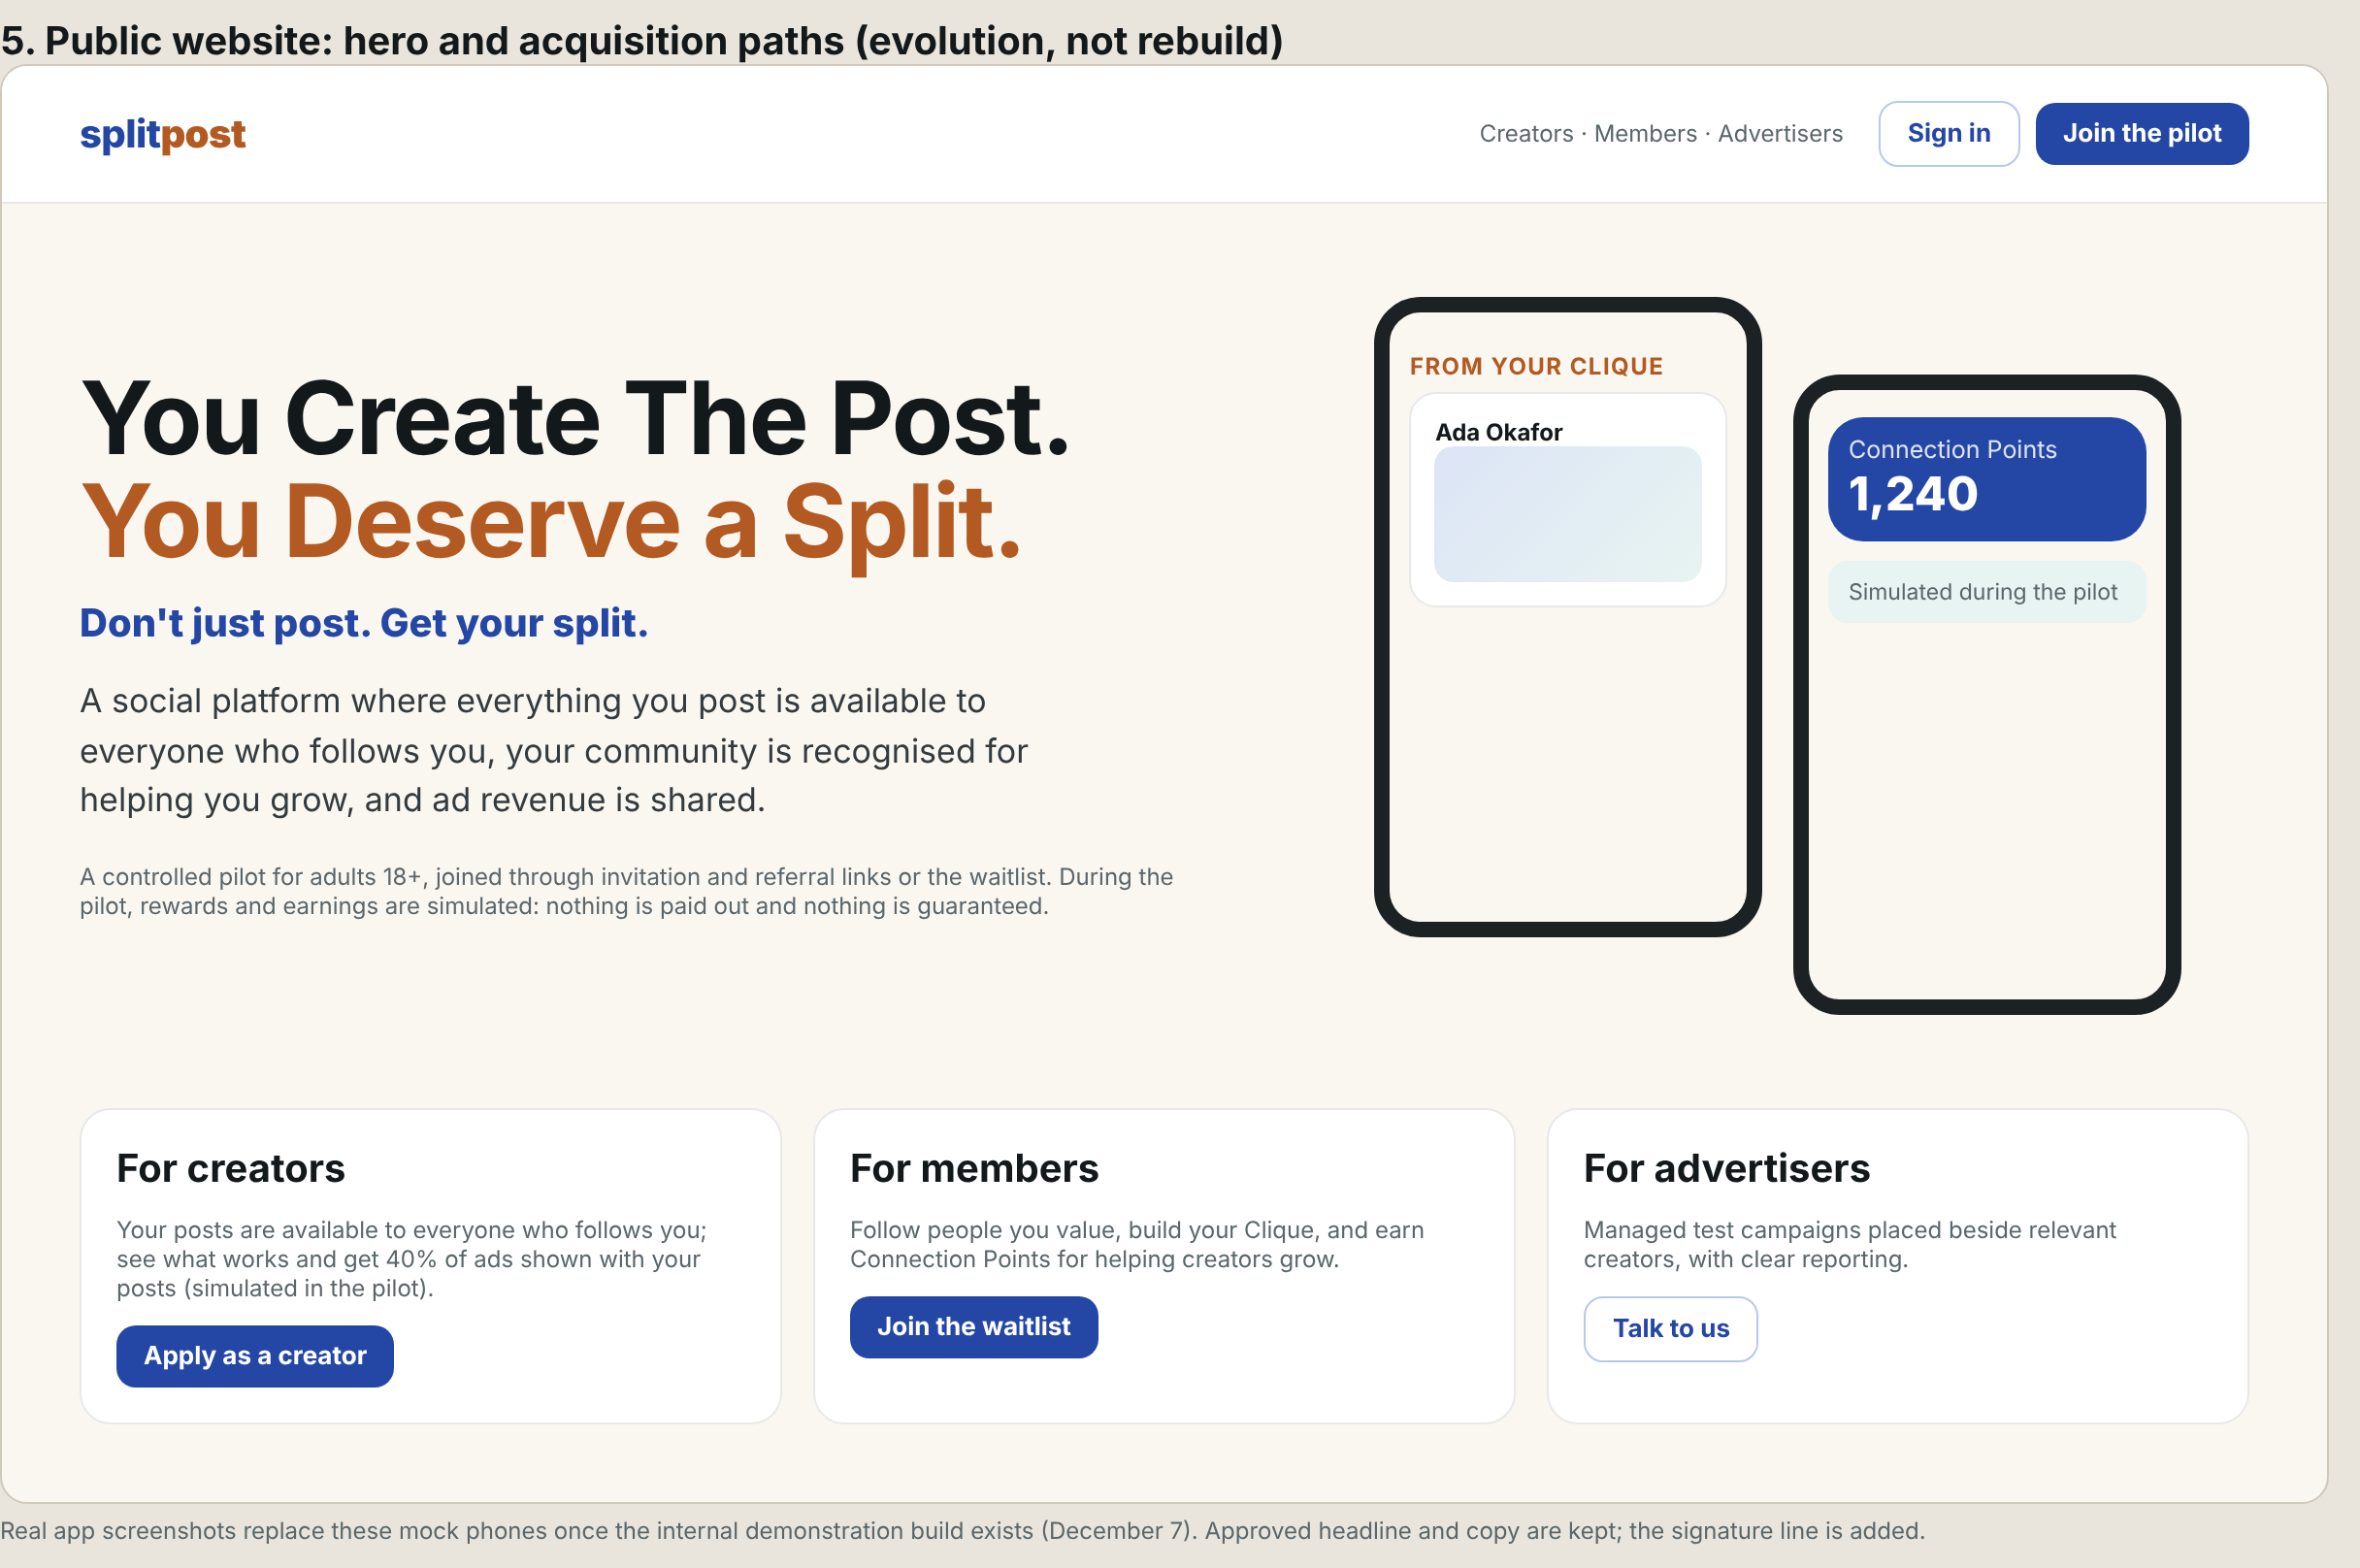 5. Public website: hero and acquisition paths (evolution, not rebuild)
splitpost
Creators · Members · Advertisers
Sign in
Join the pilot
You Create The Post.
You Deserve a Split.
Don't just post. Get your split.
A social platform where everything you post is available to
everyone who follows you, your community is recognised for
helping you grow, and ad revenue is shared.
A controlled pilot for adults 18+, joined through invitation and referral links or the waitlist. During the
pilot, rewards and earnings are simulated: nothing is paid out and nothing is guaranteed.
FROM YOUR CLIQUE
Ada Okafor
Connection Points
1,240
Simulated during the pilot
For creators
Your posts are available to everyone who follows you;
see what works and get 40% of ads shown with your
posts (simulated in the pilot).
Apply as a creator
For members
Follow people you value, build your Clique, and earn
Connection Points for helping creators grow.
Join the waitlist
For advertisers
Managed test campaigns placed beside relevant
creators, with clear reporting.
Talk to us
Real app screenshots replace these mock phones once the internal demonstration build exists (December 7). Approved headline and copy are kept; the signature line is added.